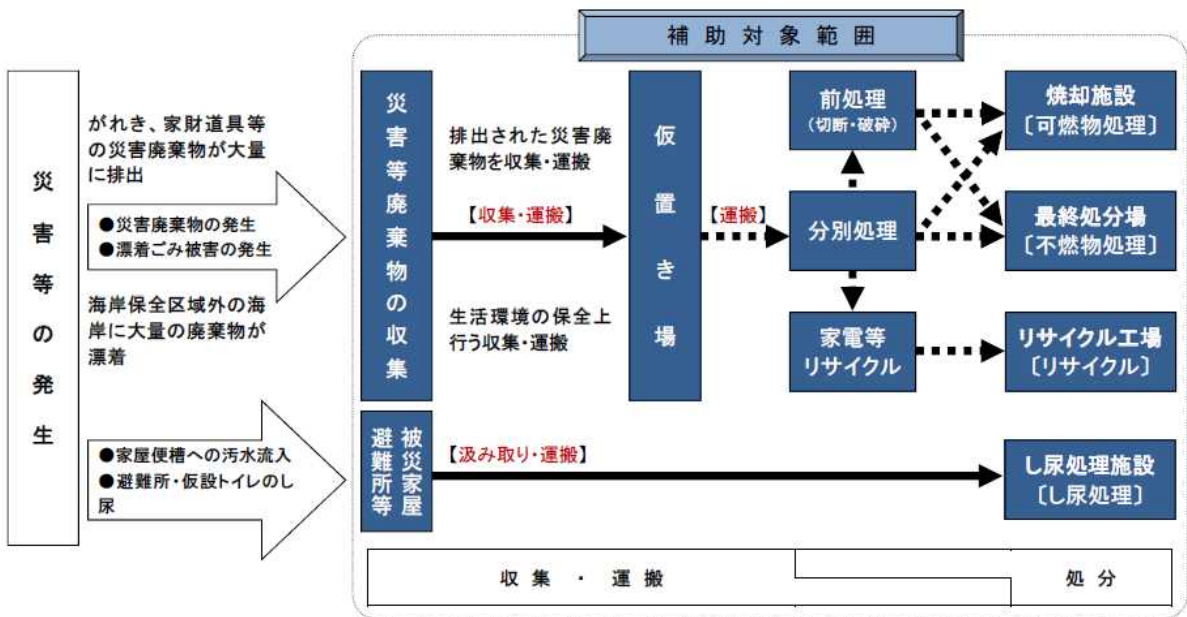 補助対象範囲
災害等の発生
がれき、家財道具等
の災害廃棄物が大量
に排出
●災害廃棄物の発生
●漂着ごみ被害の発生
海岸保全区域外の海
岸に大量の廃棄物が
漂着
●家屋便槽への汚水流入
●避難所・仮設トイレのし
尿
災害等廃棄物の収集
排出された災害廃
棄物を収集・運搬
【収集・運搬】
生活環境の保全上
行う収集・運搬
仮置き場
【運搬】
前処理
（切断・破砕）
分別処理
家電等
リサイクル
焼却施設
〔可燃物処理〕
最終処分場
〔不燃物処理〕
リサイクル工場
〔リサイクル〕
被災家屋
避難所等
【汲み取り・運搬】
し尿処理施設
〔し尿処理〕
収集・運搬
処分